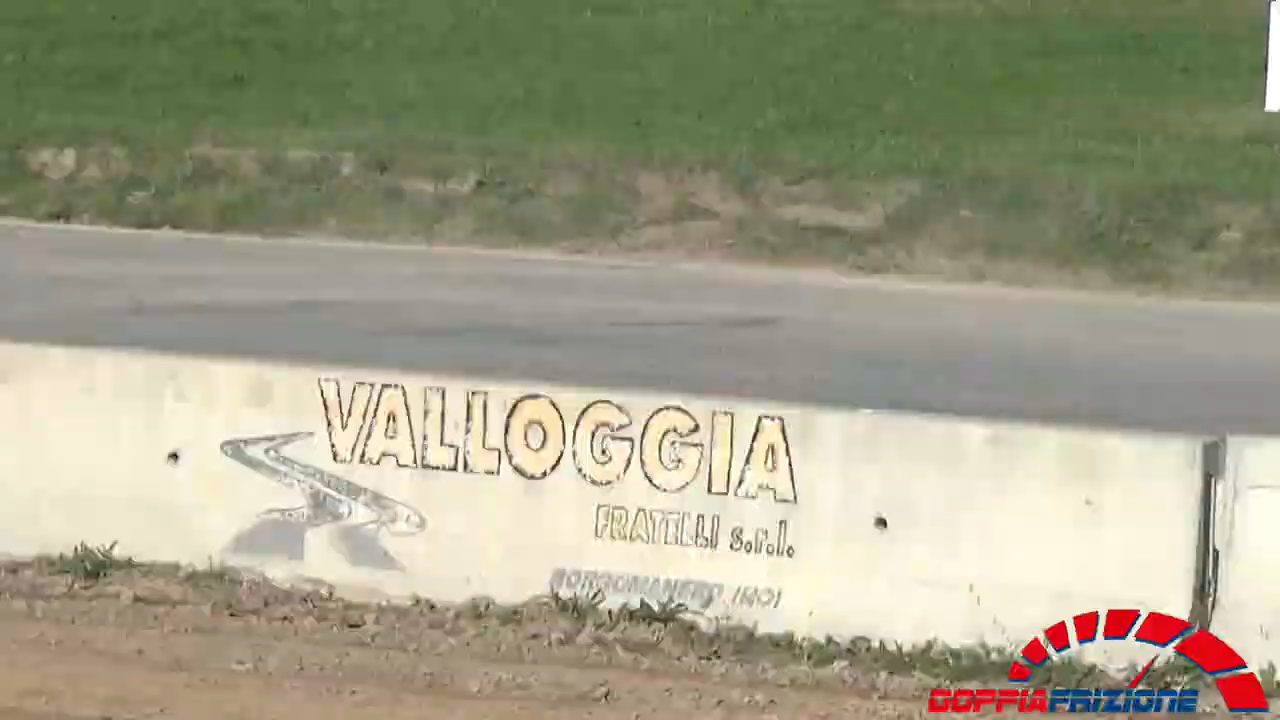 VALLOGGIA
FRATELLI s.r.l.
BORGOMANERO (NO)
DOPPIAFRIZIONE